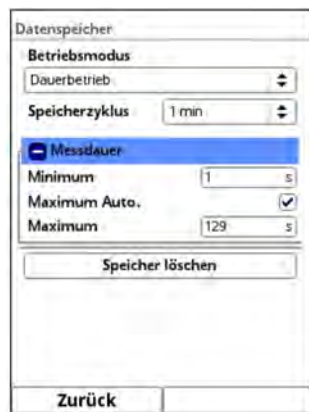 Datenspeicher
Betriebsmodus
Dauerbetrieb
Speicherzyklus 1 min
Messdauer
Minimum 1 s
Maximum Auto.
Maximum 129 s
Speicher löschen
Zurück